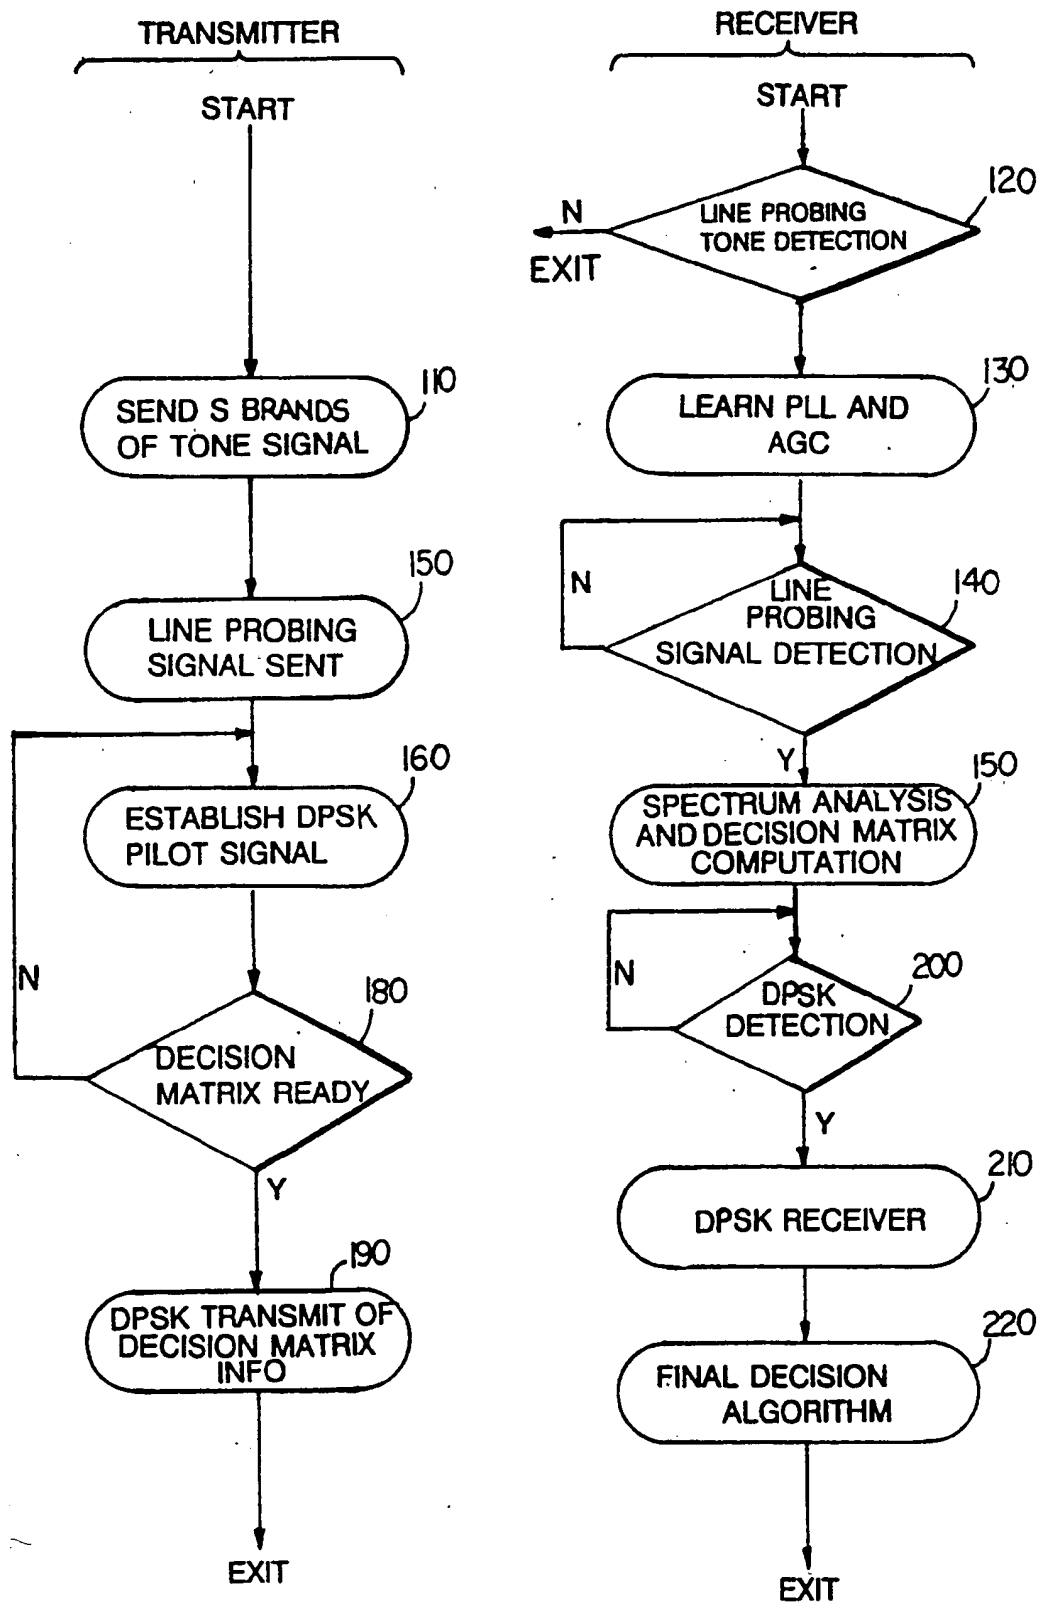 TRANSMITTER
START
110
SEND S BRANDS
OF TONE SIGNAL
150
LINE PROBING
SIGNAL SENT
160
ESTABLISH DPSK
PILOT SIGNAL
N
180
DECISION
MATRIX READY
Y
190
DPSK TRANSMIT OF
DECISION MATRIX
INFO
EXIT
RECEIVER
START
120
LINE PROBING
TONE DETECTION
N
EXIT
130
LEARN PLL AND
AGC
N
140
LINE
PROBING
SIGNAL DETECTION
Y
150
SPECTRUM ANALYSIS
AND DECISION MATRIX
COMPUTATION
N
200
DPSK
DETECTION
Y
210
DPSK RECEIVER
220
FINAL DECISION
ALGORITHM
EXIT